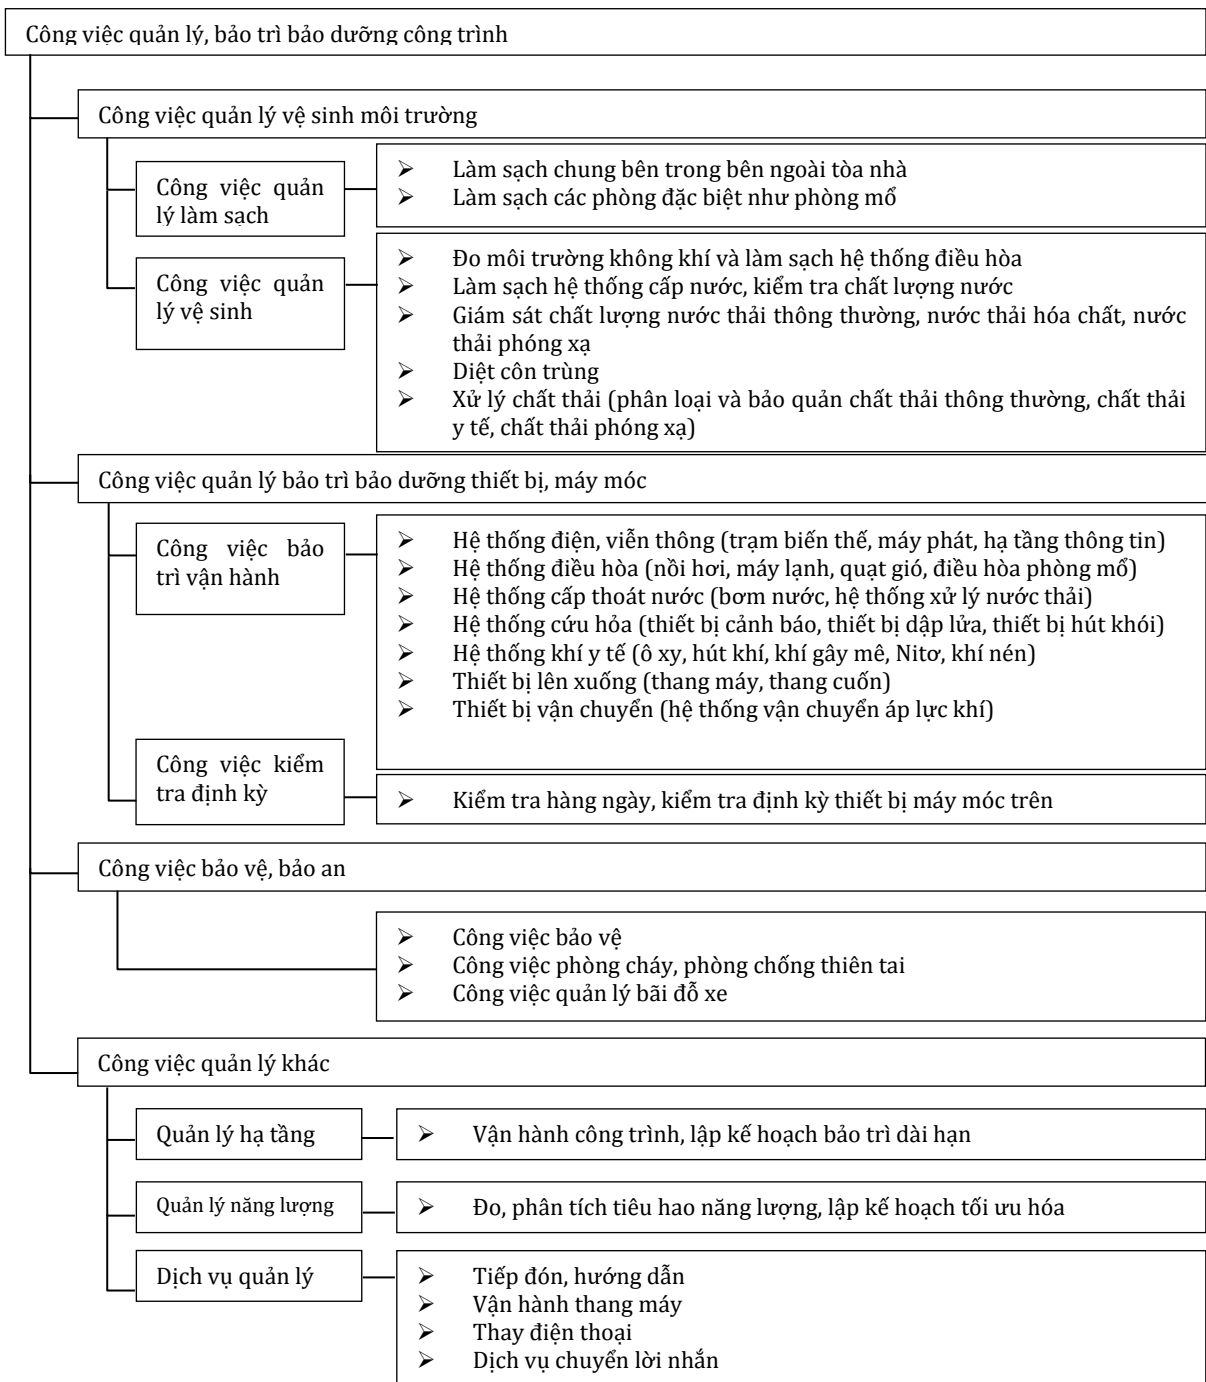 Công việc quản lý, bảo trì bảo dưỡng công trình
Công việc quản lý vệ sinh môi trường
Công việc quản
lý làm sạch
➢ Làm sạch chung bên trong bên ngoài tòa nhà
➢ Làm sạch các phòng đặc biệt như phòng mổ
Công việc quản
lý vệ sinh
➢ Đo môi trường không khí và làm sạch hệ thống điều hòa
➢ Làm sạch hệ thống cấp nước, kiểm tra chất lượng nước
➢ Giám sát chất lượng nước thải thông thường, nước thải hóa chất, nước
thải phóng xạ
➢ Diệt côn trùng
➢ Xử lý chất thải (phân loại và bảo quản chất thải thông thường, chất thải
y tế, chất thải phóng xạ)
Công việc quản lý bảo trì bảo dưỡng thiết bị, máy móc
Công việc bảo
trì vận hành
➢ Hệ thống điện, viễn thông (trạm biến thế, máy phát, hạ tầng thông tin)
➢ Hệ thống điều hòa (nồi hơi, máy lạnh, quạt gió, điều hòa phòng mổ)
➢ Hệ thống cấp thoát nước (bơm nước, hệ thống xử lý nước thải)
➢ Hệ thống cứu hỏa (thiết bị cảnh báo, thiết bị dập lửa, thiết bị hút khói)
➢ Hệ thống khí y tế (ô xy, hút khí, khí gây mê, Nitơ, khí nén)
➢ Thiết bị lên xuống (thang máy, thang cuốn)
➢ Thiết bị vận chuyển (hệ thống vận chuyển áp lực khí)
Công việc kiểm
tra định kỳ
➢ Kiểm tra hàng ngày, kiểm tra định kỳ thiết bị máy móc trên
Công việc bảo vệ, bảo an
➢ Công việc bảo vệ
➢ Công việc phòng cháy, phòng chống thiên tai
➢ Công việc quản lý bãi đỗ xe
Công việc quản lý khác
Quản lý hạ tầng
➢ Vận hành công trình, lập kế hoạch bảo trì dài hạn
Quản lý năng lượng
➢ Đo, phân tích tiêu hao năng lượng, lập kế hoạch tối ưu hóa
Dịch vụ quản lý
➢ Tiếp đón, hướng dẫn
➢ Vận hành thang máy
➢ Thay điện thoại
➢ Dịch vụ chuyển lời nhắn